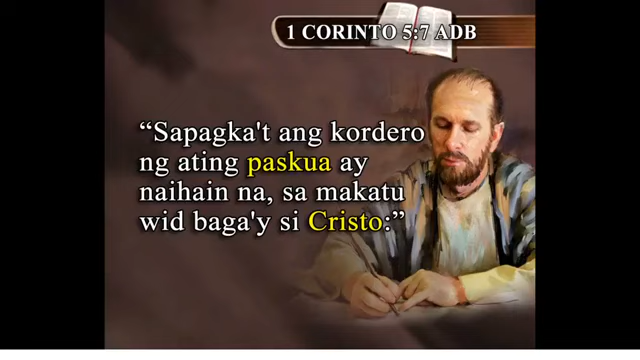 1 CORINTO 5:7 ADB
“Sapagka't ang kordero
ng ating paskua ay
naihain na, sa makatu
wid baga'y si Cristo:”